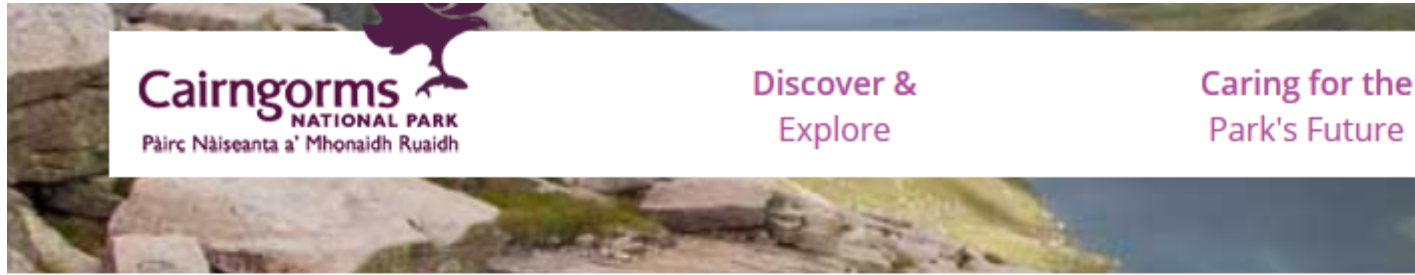 Cairngorms
NATIONAL PARK
Pàirc Nàiseanta a' Mhonaidh Ruaidh
Discover &
Explore
Caring for the
Park's Future